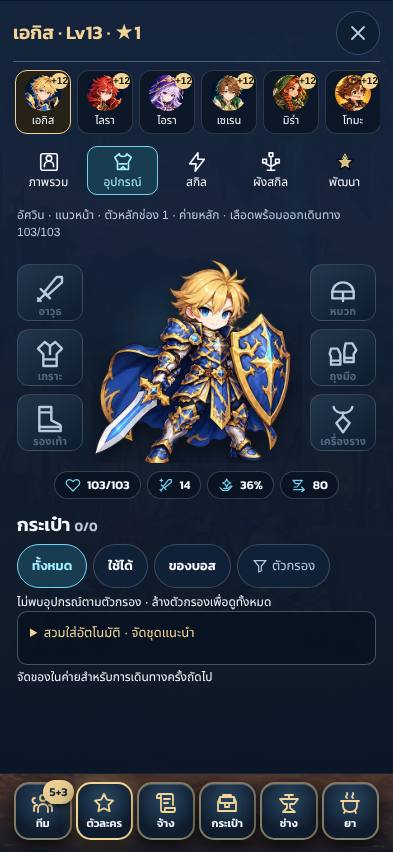 เอกิส · Lv13 · ★1
+12 +12 +12 +12 +12 +12
เอกิส ไลรา ไอรา เซเรน มิร่า โทมะ
ภาพรวม อุปกรณ์ สกิล ผังสกิล พัฒนา
อัศวิน · แนวหน้า · ตัวหลักช่อง 1 · ค่ายหลัก · เลือดพร้อมออกเดินทาง
103/103
อาวุธ หมวก
เกราะ ถุงมือ
รองเท้า เครื่องราง
103/103 14 36% 80
กระเป๋า 0/0
ทั้งหมด ใช้ได้ ของบอส ตัวกรอง
ไม่พบอุปกรณ์ตามตัวกรอง · ล้างตัวกรองเพื่อดูทั้งหมด
▶ สวมใส่อัตโนมัติ · จัดชุดแนะนำ
จัดของในค่ายสำหรับการเดินทางครั้งถัดไป
5+3
ทีม ตัวละคร จ้าง กระเป๋า ช่าง ยา